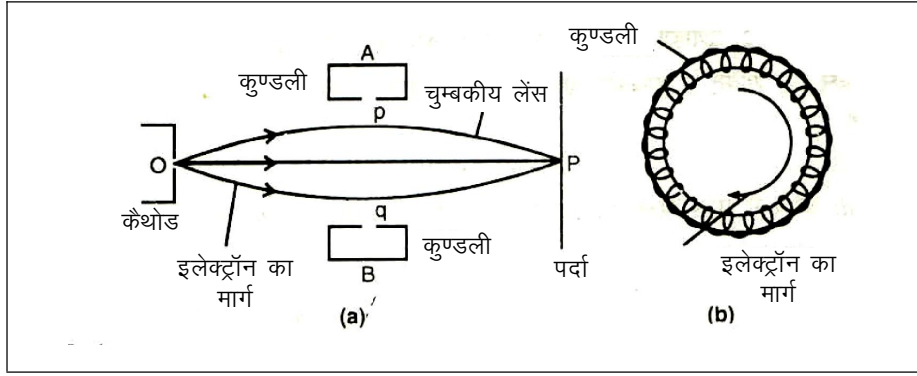 A
कुण्डली
p
चुम्बकीय लेंस
O
P
कैथोड
q
कुण्डली
B
इलेक्ट्रॉन का
मार्ग
पर्दा
(a)
कुण्डली
इलेक्ट्रॉन का
मार्ग
(b)